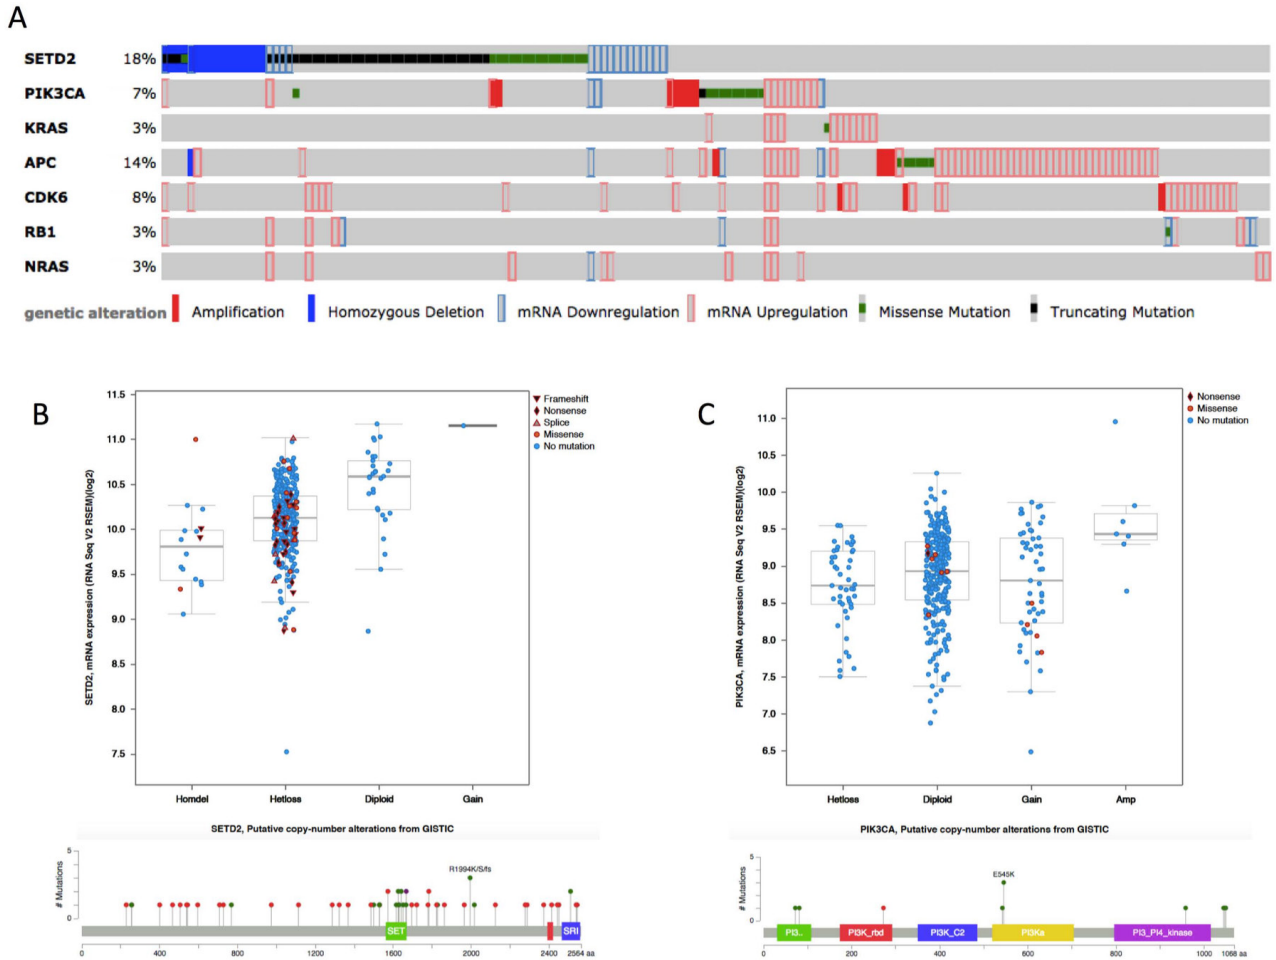 A
SETD2 18%
PIK3CA 7%
KRAS 3%
APC 14%
CDK6 8%
RB1 3%
NRAS 3%
genetic alteration Amplification Homozygous Deletion mRNA Downregulation mRNA Upregulation Missense Mutation Truncating Mutation
B
SETD2, mRNA expression (RNA Seq V2 RSEM)(log2)
11.5
11.0
10.5
10.0
9.5
9.0
8.5
8.0
7.5
Frameshift
Nonsense
Splice
Missense
No mutation
Homdel Hetloss Diploid Gain
SETD2, Putative copy-number alterations from GISTIC
# Mutations
5
0
R1994K/S/fs
SET SRI
0 400 800 1200 1600 2000 2400 2564 aa
C
PIK3CA, mRNA expression (RNA Seq V2 RSEM)(log2)
11.0
10.5
10.0
9.5
9.0
8.5
8.0
7.5
7.0
6.5
Nonsense
Missense
No mutation
Hetloss Diploid Gain Amp
PIK3CA, Putative copy-number alterations from GISTIC
# Mutations
5
0
E545K
PI3.. PI3K_rbd PI3K_C2 PI3Ka PI3_PI4_kinase
0 200 400 600 800 1000 1068 aa